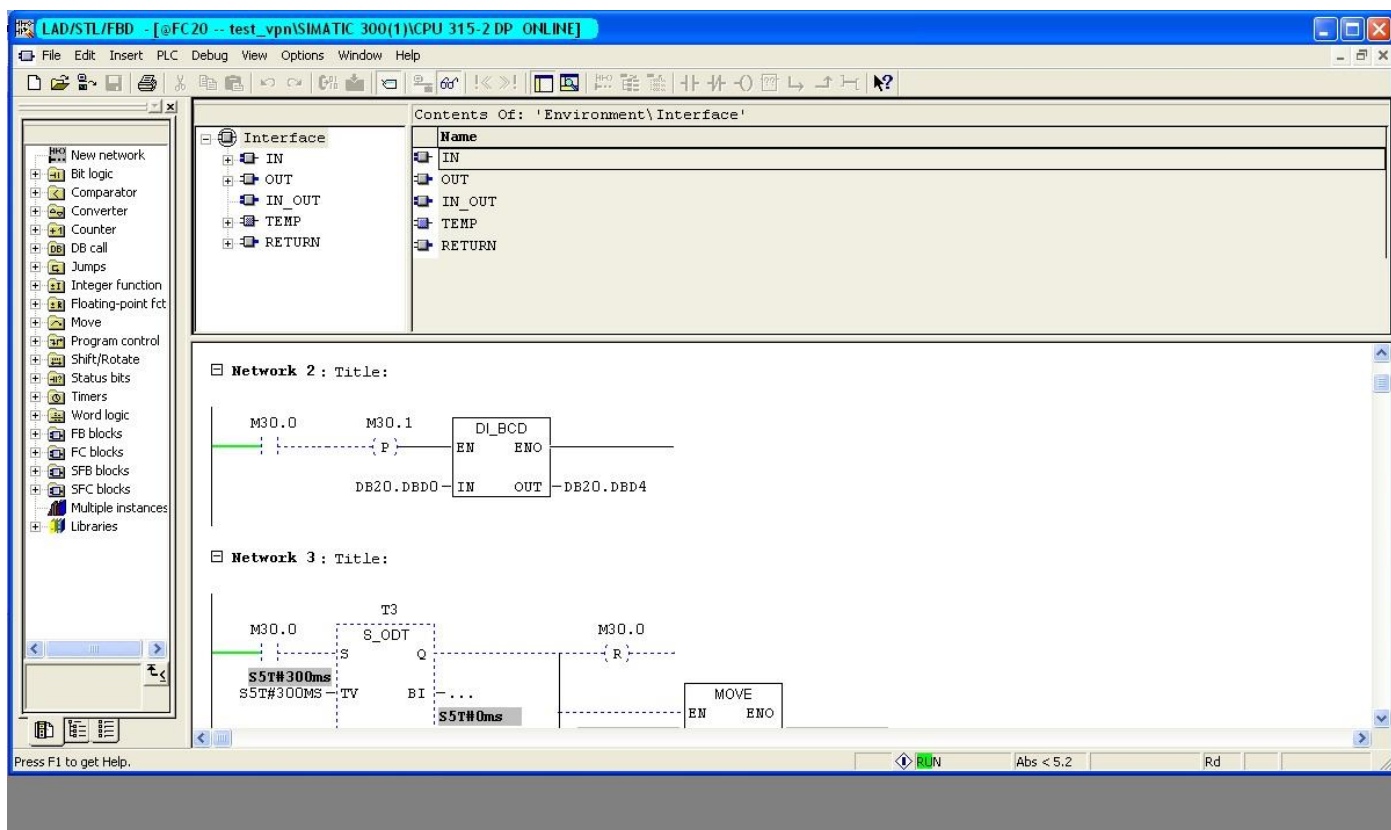 LAD/STL/FBD - [@FC20 -- test_vpn\SIMATIC 300(1)\CPU 315-2 DP ONLINE]
File Edit Insert PLC Debug View Options Window Help
Contents Of: 'Environment\Interface'
Name
Interface
IN
OUT
IN_OUT
TEMP
RETURN
IN
OUT
IN_OUT
TEMP
RETURN
New network
Bit logic
Comparator
Converter
Counter
DB call
Jumps
Integer function
Floating-point fct
Move
Program control
Shift/Rotate
Status bits
Timers
Word logic
FB blocks
FC blocks
SFB blocks
SFC blocks
Multiple instances
Libraries
Network 2 : Title:
M30.0 M30.1 DI_BCD
( P ) EN ENO
DB20.DBD0 IN OUT DB20.DBD4
Network 3 : Title:
T3
M30.0 S_ODT M30.0
S Q ( R )
S5T#300ms
S5T#300MS TV BI ... MOVE
S5T#0ms EN ENO
Press F1 to get Help. RUN Abs < 5.2 Rd